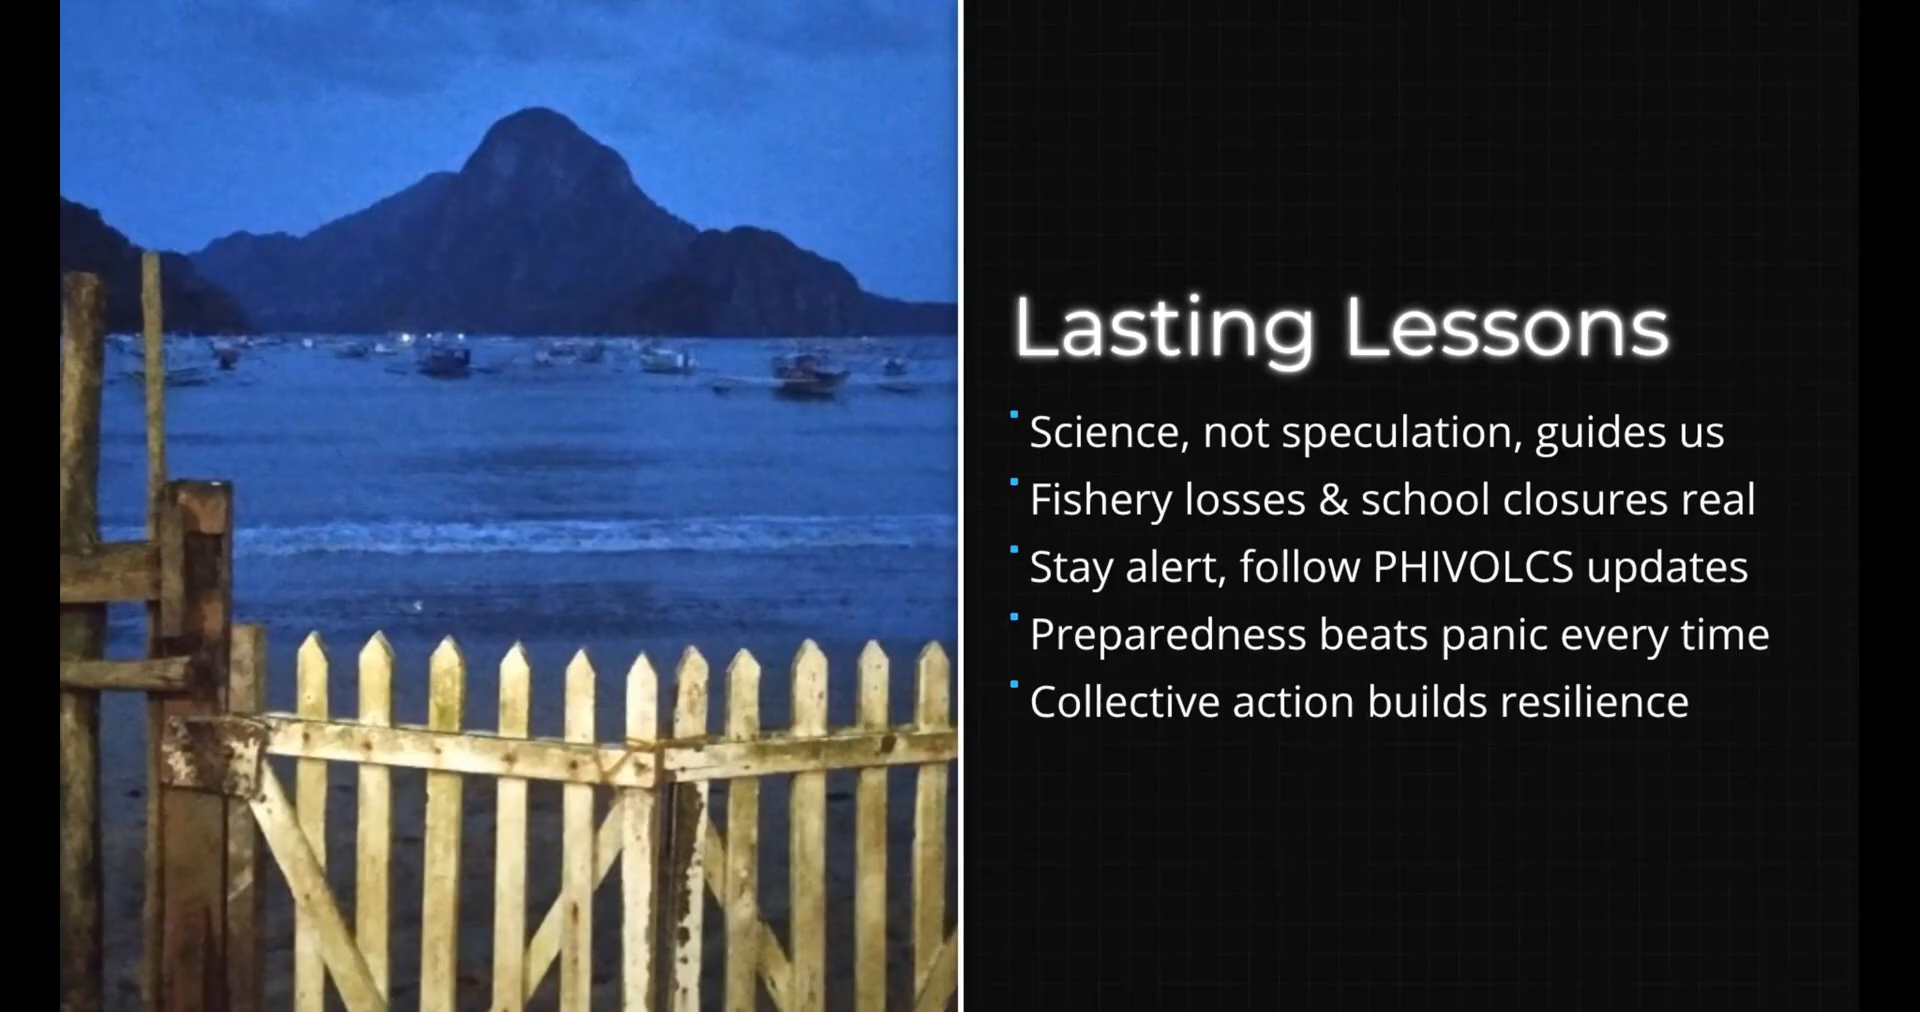 Lasting Lessons
Science, not speculation, guides us
Fishery losses & school closures real
Stay alert, follow PHIVOLCS updates
Preparedness beats panic every time
Collective action builds resilience